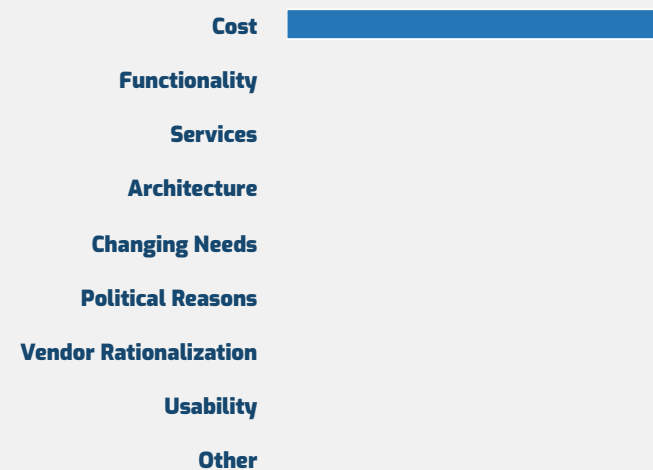 Cost
Functionality
Services
Architecture
Changing Needs
Political Reasons
Vendor Rationalization
Usability
Other